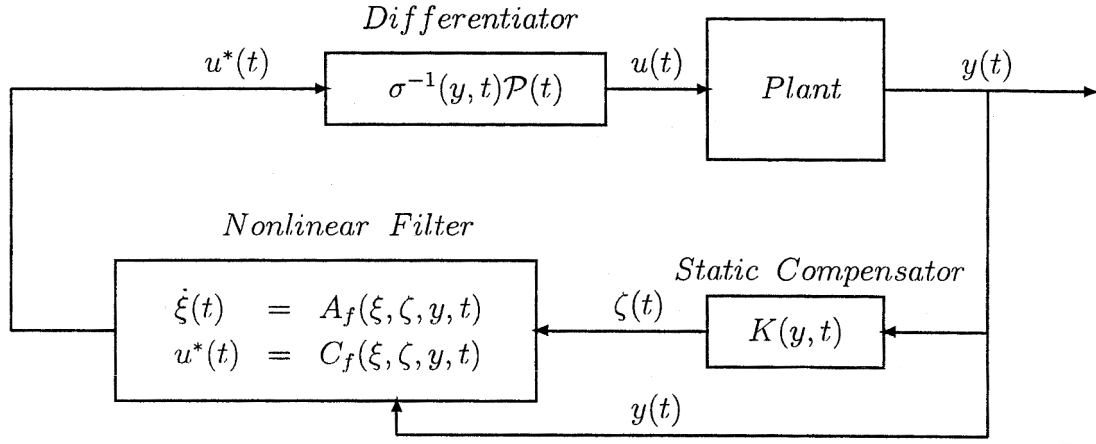 Differentiator
u*(t)
σ⁻¹(y, t)𝒫(t)
u(t)
Plant
y(t)
Nonlinear Filter
ξ̇(t) = A_f(ξ, ζ, y, t)
u*(t) = C_f(ξ, ζ, y, t)
ζ(t)
Static Compensator
K(y, t)
y(t)